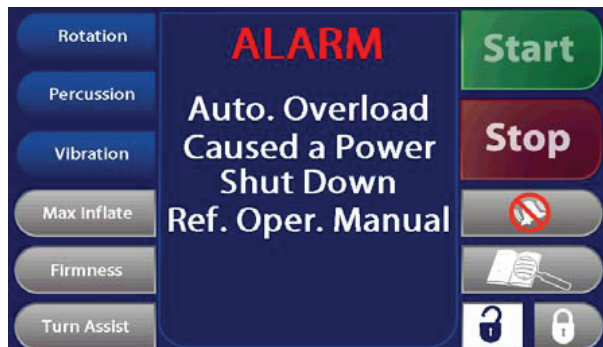 Rotation
Percussion
Vibration
Max Inflate
Firmness
Turn Assist
ALARM
Auto. Overload
Caused a Power
Shut Down
Ref. Oper. Manual
Start
Stop